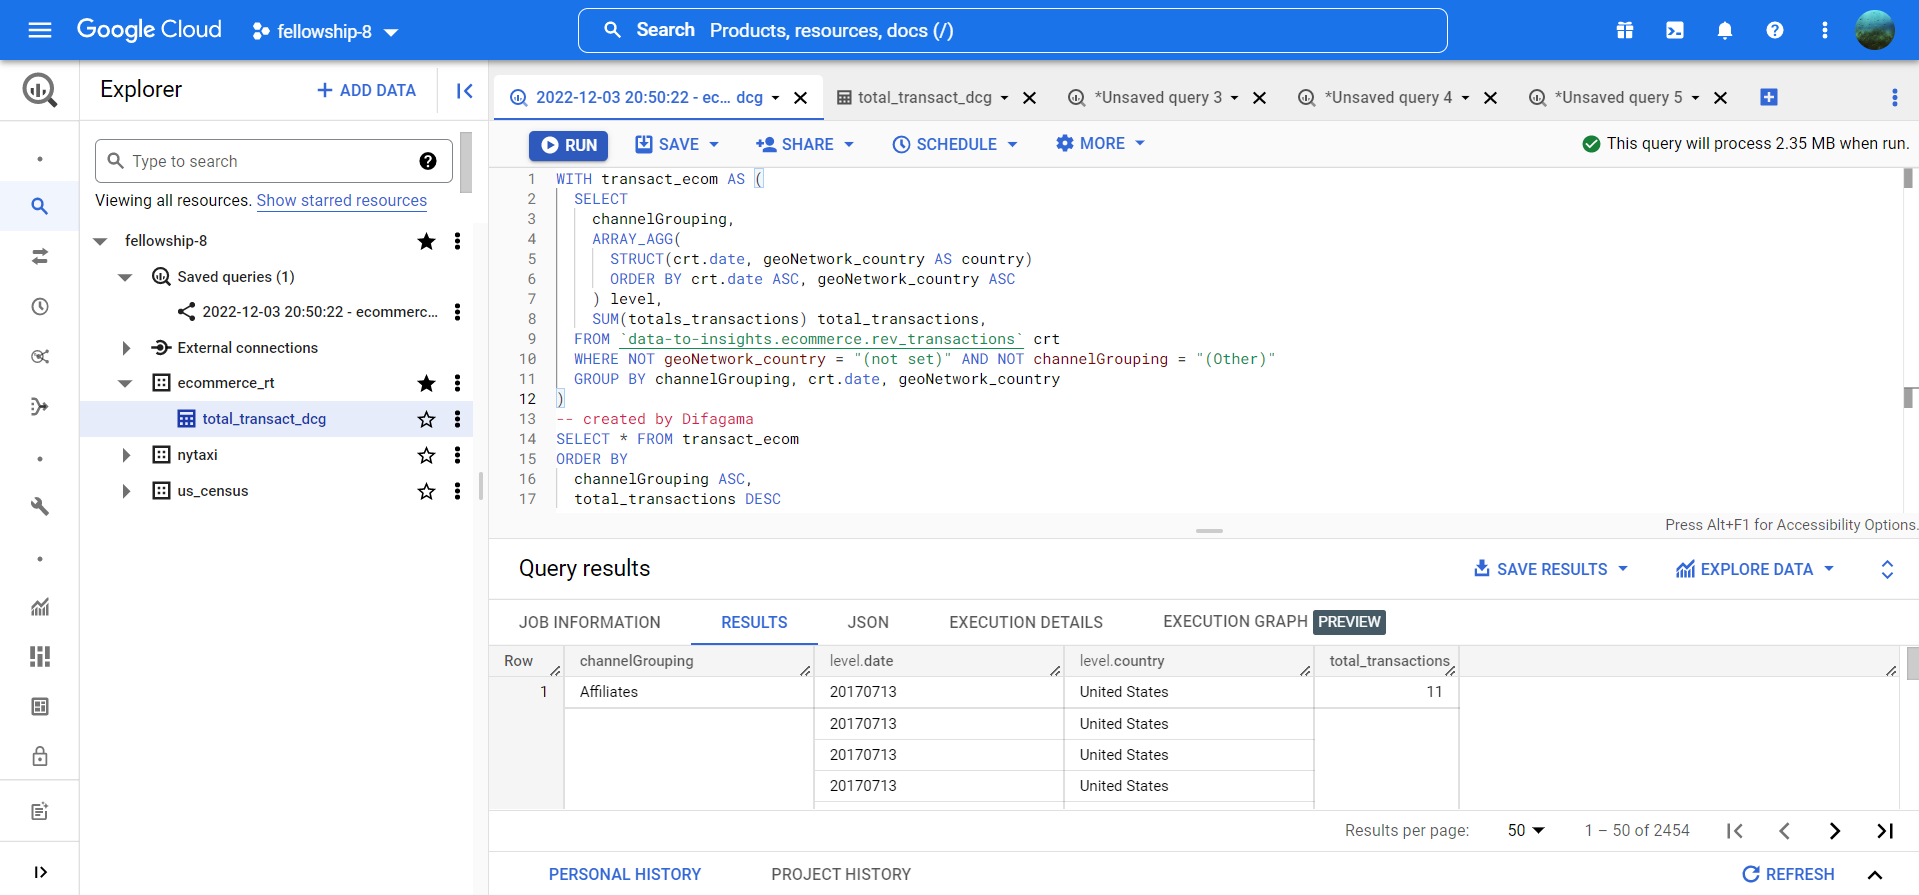 Google Cloud
fellowship-8
Search Products, resources, docs (/)
Explorer
+ ADD DATA
2022-12-03 20:50:22 - ec... dcg
total_transact_dcg
*Unsaved query 3
*Unsaved query 4
*Unsaved query 5
RUN
SAVE
SHARE
SCHEDULE
MORE
This query will process 2.35 MB when run.
Type to search
Viewing all resources. Show starred resources
fellowship-8
Saved queries (1)
2022-12-03 20:50:22 - ecommerc...
External connections
ecommerce_rt
total_transact_dcg
nytaxi
us_census
1 WITH transact_ecom AS (
2 SELECT
3 channelGrouping,
4 ARRAY_AGG(
5 STRUCT(crt.date, geoNetwork_country AS country)
6 ORDER BY crt.date ASC, geoNetwork_country ASC
7 ) level,
8 SUM(totals_transactions) total_transactions,
9 FROM `data-to-insights.ecommerce.rev_transactions` crt
10 WHERE NOT geoNetwork_country = "(not set)" AND NOT channelGrouping = "(Other)"
11 GROUP BY channelGrouping, crt.date, geoNetwork_country
12 )
13 -- created by Difagama
14 SELECT * FROM transact_ecom
15 ORDER BY
16 channelGrouping ASC,
17 total_transactions DESC
Press Alt+F1 for Accessibility Options.
Query results
SAVE RESULTS
EXPLORE DATA
JOB INFORMATION
RESULTS
JSON
EXECUTION DETAILS
EXECUTION GRAPH PREVIEW
Row channelGrouping level.date level.country total_transactions
1 Affiliates 20170713 United States 11
20170713 United States
20170713 United States
20170713 United States
Results per page: 50 1 – 50 of 2454
PERSONAL HISTORY
PROJECT HISTORY
REFRESH